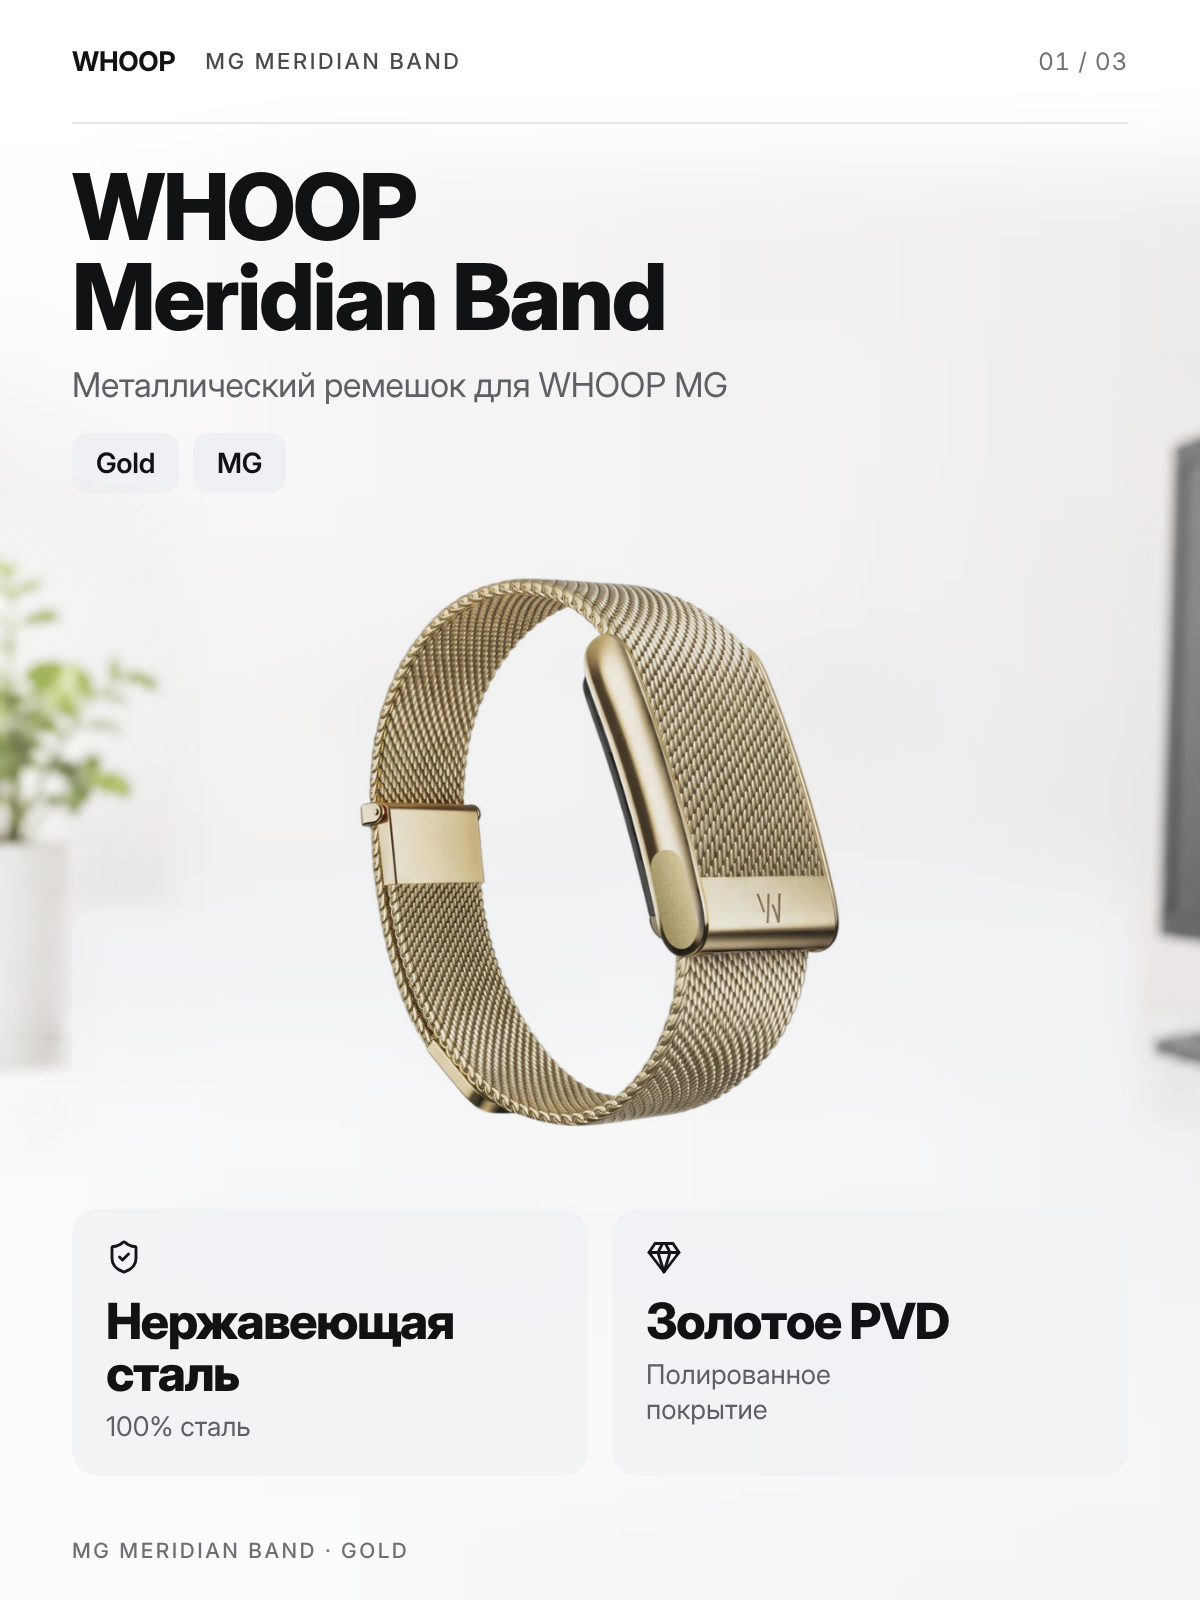 WHOOP MG MERIDIAN BAND 01 / 03
WHOOP
Meridian Band
Металлический ремешок для WHOOP MG
Gold MG
W
Нержавеющая
сталь
100% сталь
Золотое PVD
Полированное
покрытие
MG MERIDIAN BAND · GOLD